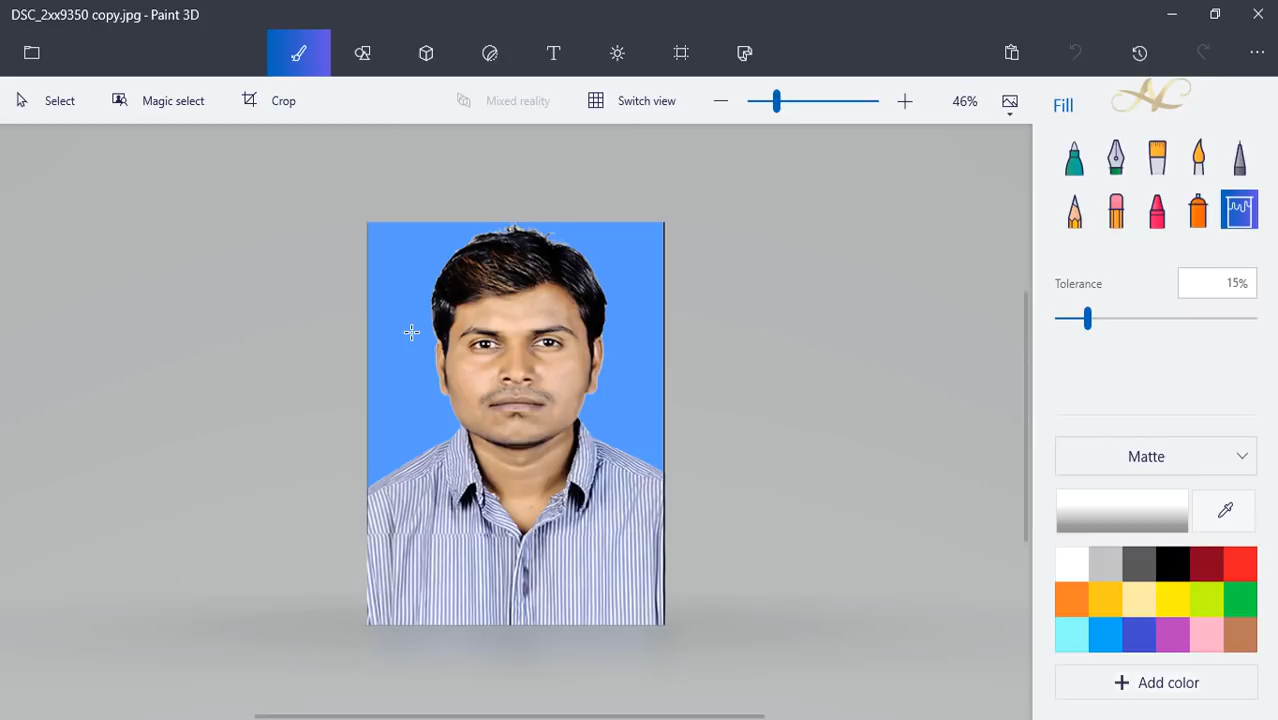 DSC_2xx9350 copy.jpg - Paint 3D
Select
Magic select
Crop
Mixed reality
Switch view
46%
Fill
Tolerance
15%
Matte
Add color